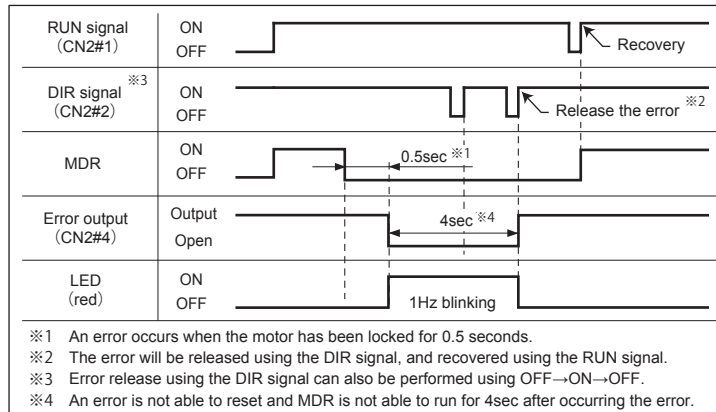 RUN signal
(CN2#1)
ON
OFF
Recovery
DIR signal ※3
(CN2#2)
ON
OFF
Release the error ※2
MDR
ON
OFF
0.5sec ※1
Error output
(CN2#4)
Output
Open
4sec ※4
LED
(red)
ON
OFF
1Hz blinking
※1 An error occurs when the motor has been locked for 0.5 seconds.
※2 The error will be released using the DIR signal, and recovered using the RUN signal.
※3 Error release using the DIR signal can also be performed using OFF→ON→OFF.
※4 An error is not able to reset and MDR is not able to run for 4sec after occurring the error.